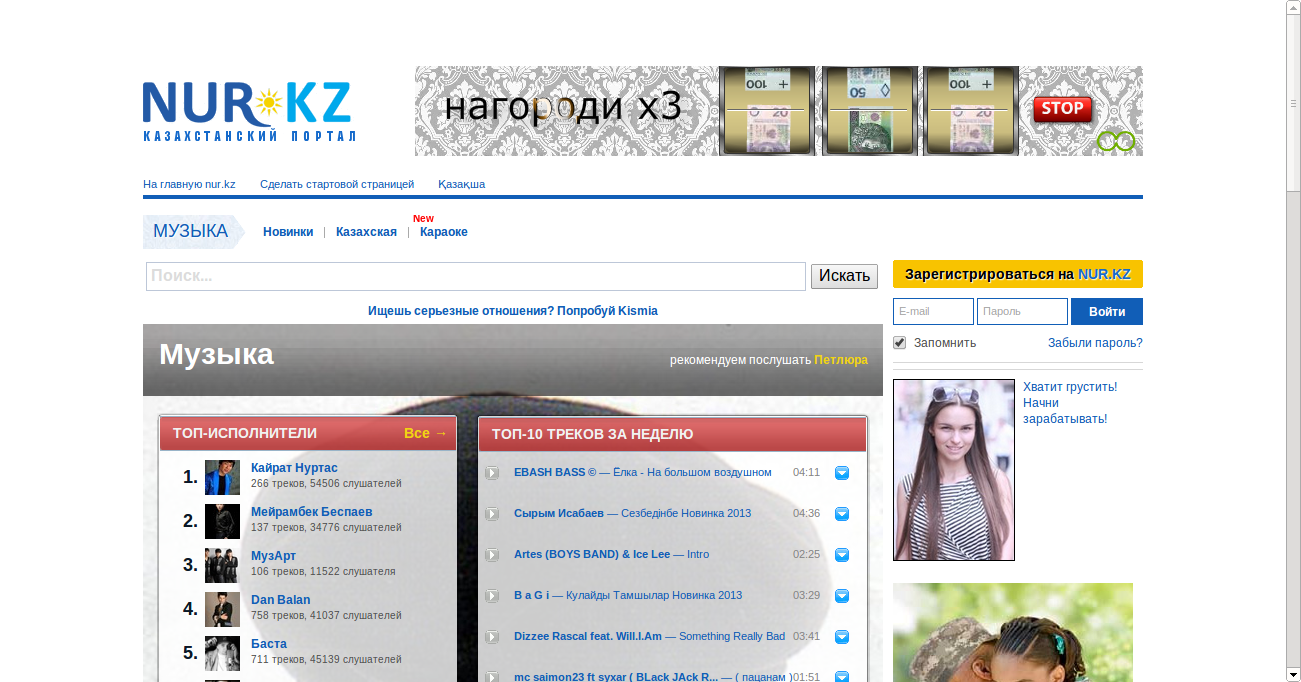 NUR KZ
КАЗАХСТАНСКИЙ ПОРТАЛ
нагороди х3
STOP
На главную nur.kz
Сделать стартовой страницей
Қазақша
МУЗЫКА
Новинки | Казахская | Караоке
New
Поиск...
Искать
Зарегистрироваться на NUR.KZ
E-mail
Пароль
Войти
Запомнить
Забыли пароль?
Ищешь серьезные отношения? Попробуй Kismia
Музыка
рекомендуем послушать Петлюра
Хватит грустить!
Начни
зарабатывать!
ТОП-ИСПОЛНИТЕЛИ
Все →
1. Кайрат Нуртас
266 треков, 54506 слушателей
2. Мейрамбек Беспаев
137 треков, 34776 слушателей
3. МузАрт
106 треков, 11522 слушателя
4. Dan Balan
758 треков, 41037 слушателей
5. Баста
711 треков, 45139 слушателей
ТОП-10 ТРЕКОВ ЗА НЕДЕЛЮ
EBASH BASS © — Ёлка - На большом воздушном 04:11
Сырым Исабаев — Сезбедінбе Новинка 2013 04:36
Artes (BOYS BAND) & Ice Lee — Intro 02:25
B a G i — Кулайды Тамшылар Новинка 2013 03:29
Dizzee Rascal feat. Will.I.Am — Something Really Bad 03:41
mc saimon23 ft syxar ( BLack JAck R... — ( пацанам ) 01:51